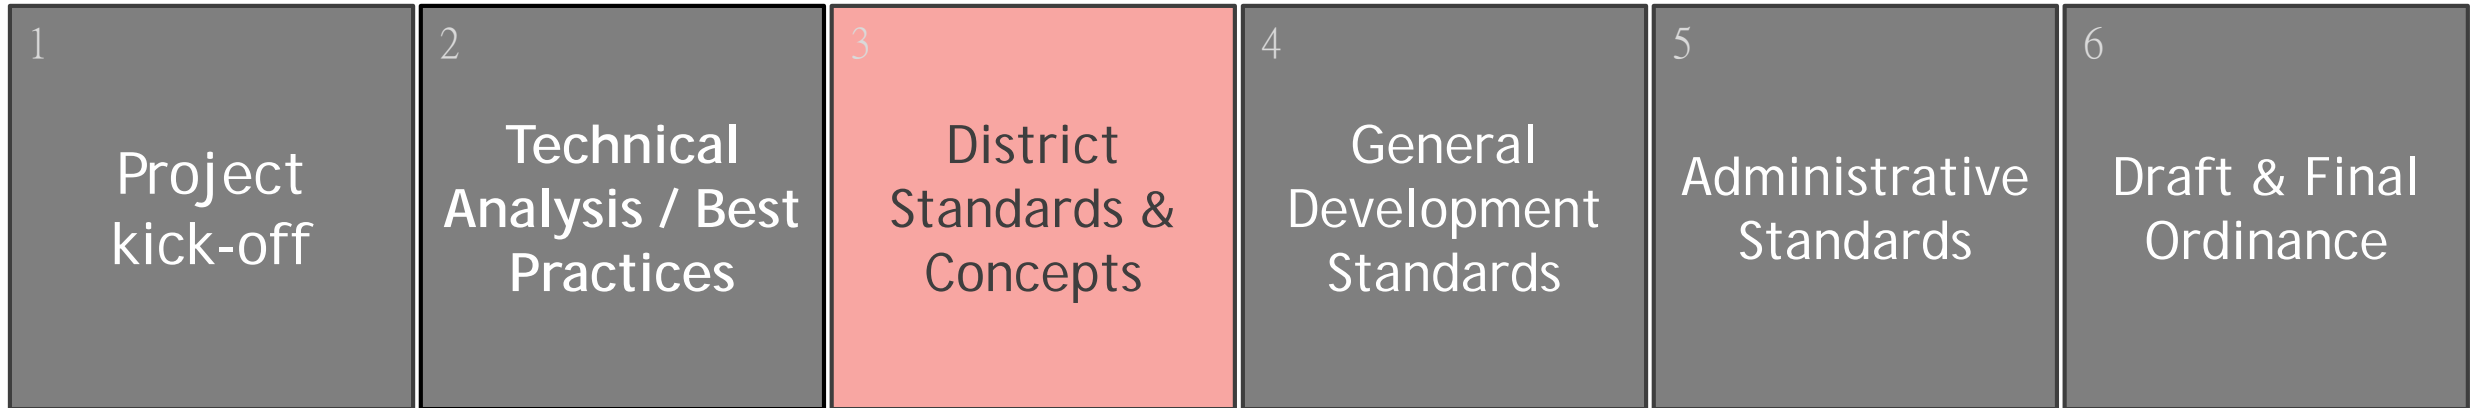 1
Project
kick-off
2
Technical
Analysis / Best
Practices
3
District
Standards &
Concepts
4
General
Development
Standards
5
Administrative
Standards
6
Draft & Final
Ordinance